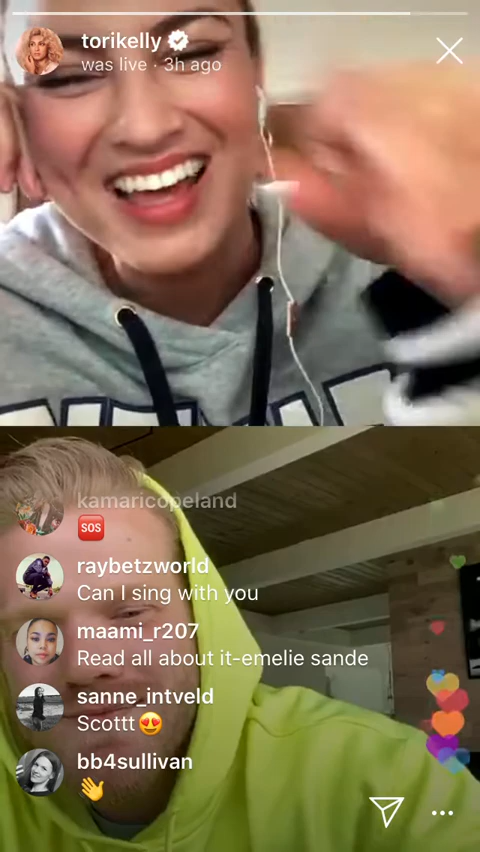 torikelly
was live · 3h ago
kamaricopeland
SOS
raybetzworld
Can I sing with you
maami_r207
Read all about it-emelie sande
sanne_intveld
Scottt😍
bb4sullivan
👋